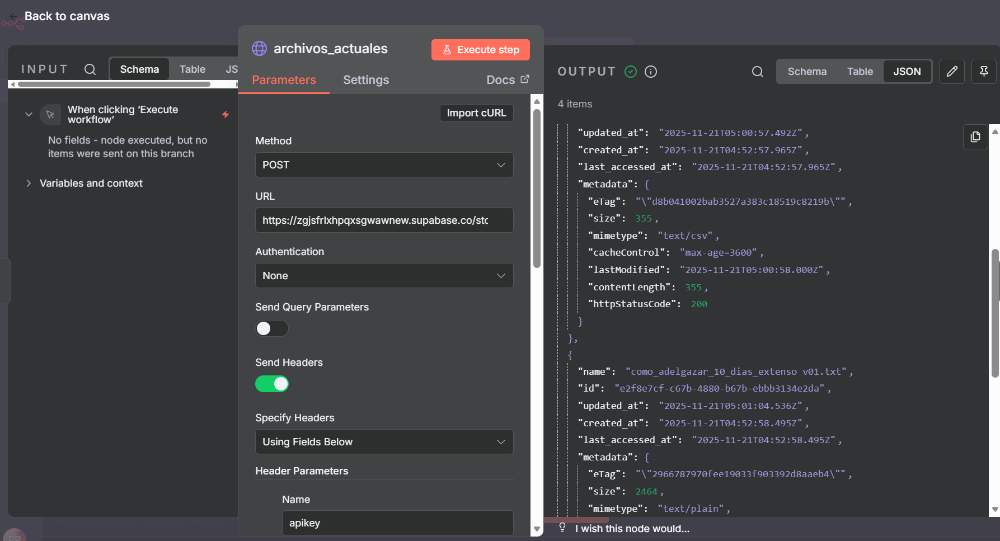 Back to canvas
INPUT
Schema
Table
JS
When clicking ‘Execute
workflow’
No fields - node executed, but no
items were sent on this branch
Variables and context
archivos_actuales
Execute step
Parameters
Settings
Docs
Import cURL
Method
POST
URL
https://zgjsfrlxhpqxsgwawnew.supabase.co/stc
Authentication
None
Send Query Parameters
Send Headers
Specify Headers
Using Fields Below
Header Parameters
Name
apikey
OUTPUT
Schema
Table
JSON
4 items
"updated_at": "2025-11-21T05:00:57.492Z",
"created_at": "2025-11-21T04:52:57.965Z",
"last_accessed_at": "2025-11-21T04:52:57.965Z",
"metadata": {
"eTag": "\"d8b041002bab3527a383c18519c8219b\"",
"size": 355,
"mimetype": "text/csv",
"cacheControl": "max-age=3600",
"lastModified": "2025-11-21T05:00:58.000Z",
"contentLength": 355,
"httpStatusCode": 200
}
},
{
"name": "como_adelgazar_10_dias_extenso v01.txt",
"id": "e2f8e7cf-c67b-4880-b67b-ebbb3134e2da",
"updated_at": "2025-11-21T05:01:04.536Z",
"created_at": "2025-11-21T04:52:58.495Z",
"last_accessed_at": "2025-11-21T04:52:58.495Z",
"metadata": {
"eTag": "\"2966787970fee19033f903392d8aaeb4\"",
"size": 2464,
"mimetype": "text/plain",
I wish this node would...